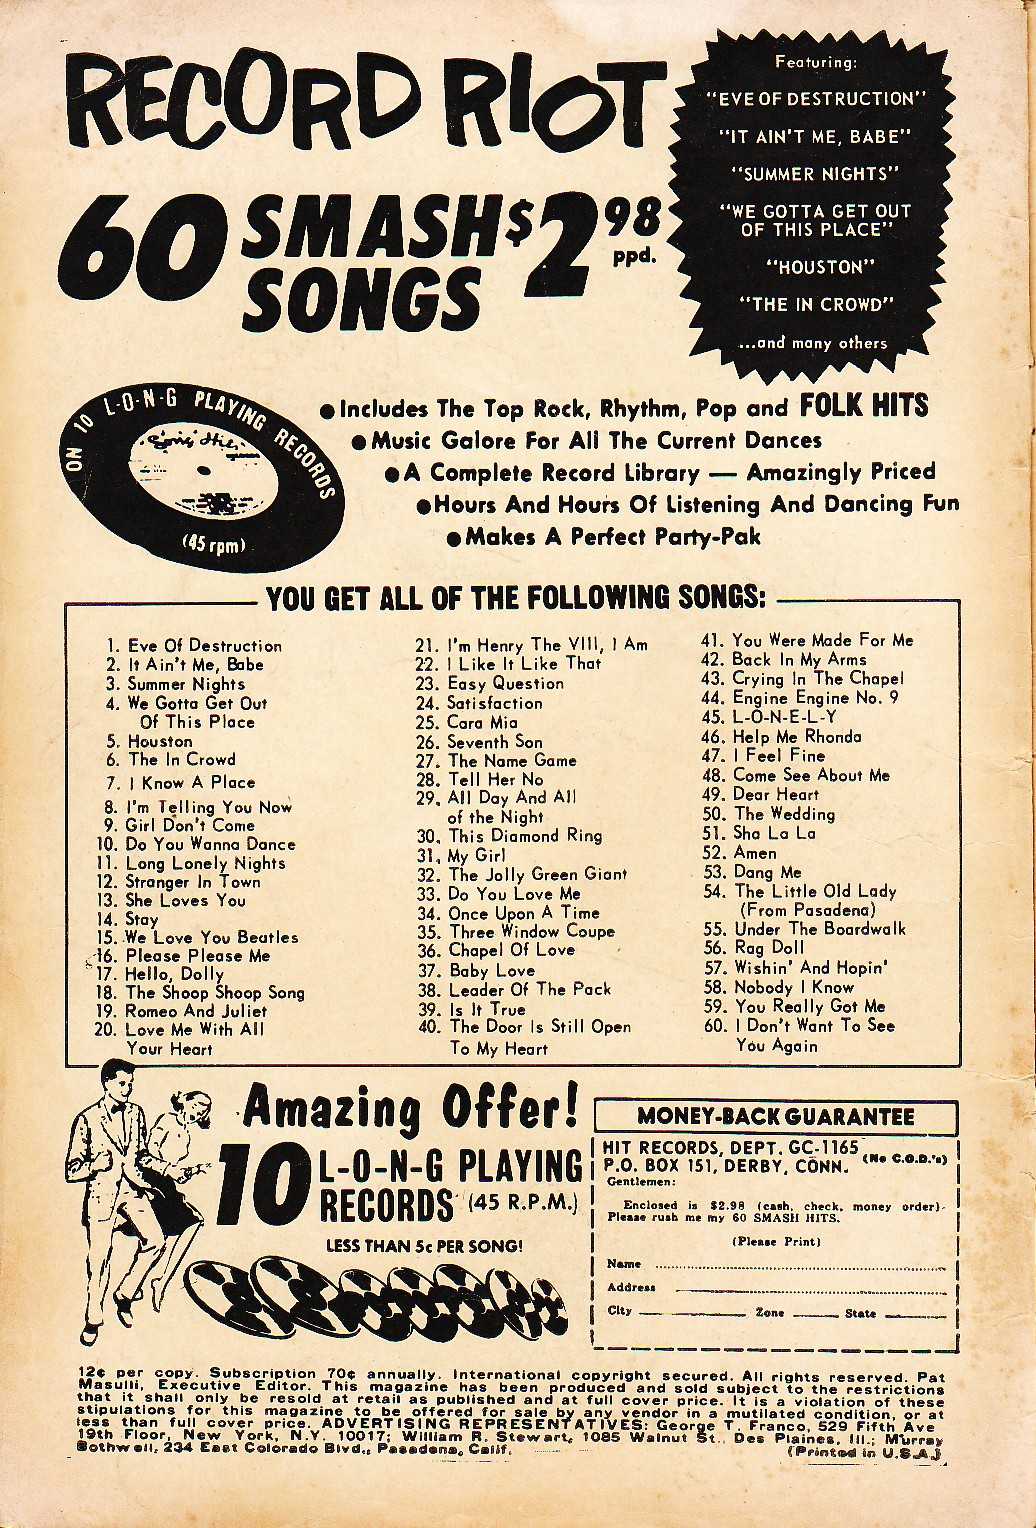 RECORD RIOT
60 SMASH SONGS $2.98 ppd.
Featuring:
"EVE OF DESTRUCTION"
"IT AIN'T ME, BABE"
"SUMMER NIGHTS"
"WE GOTTA GET OUT
OF THIS PLACE"
"HOUSTON"
"THE IN CROWD"
...and many others
ON 10 L-O-N-G PLAYING RECORDS
(45 rpm)
●Includes The Top Rock, Rhythm, Pop and FOLK HITS
●Music Galore For All The Current Dances
●A Complete Record Library — Amazingly Priced
●Hours And Hours Of Listening And Dancing Fun
●Makes A Perfect Party-Pak
YOU GET ALL OF THE FOLLOWING SONGS:
1. Eve Of Destruction
2. It Ain't Me, Babe
3. Summer Nights
4. We Gotta Get Out
Of This Place
5. Houston
6. The In Crowd
7. I Know A Place
8. I'm Telling You Now
9. Girl Don't Come
10. Do You Wanna Dance
11. Long Lonely Nights
12. Stranger In Town
13. She Loves You
14. Stay
15. We Love You Beatles
16. Please Please Me
17. Hello, Dolly
18. The Shoop Shoop Song
19. Romeo And Juliet
20. Love Me With All
Your Heart
21. I'm Henry The VIII, I Am
22. I Like It Like That
23. Easy Question
24. Satisfaction
25. Cara Mia
26. Seventh Son
27. The Name Game
28. Tell Her No
29. All Day And All
of the Night
30. This Diamond Ring
31. My Girl
32. The Jolly Green Giant
33. Do You Love Me
34. Once Upon A Time
35. Three Window Coupe
36. Chapel Of Love
37. Baby Love
38. Leader Of The Pack
39. Is It True
40. The Door Is Still Open
To My Heart
41. You Were Made For Me
42. Back In My Arms
43. Crying In The Chapel
44. Engine Engine No. 9
45. L-O-N-E-L-Y
46. Help Me Rhonda
47. I Feel Fine
48. Come See About Me
49. Dear Heart
50. The Wedding
51. Sha La La
52. Amen
53. Dang Me
54. The Little Old Lady
(From Pasadena)
55. Under The Boardwalk
56. Rag Doll
57. Wishin' And Hopin'
58. Nobody I Know
59. You Really Got Me
60. I Don't Want To See
You Again
Amazing Offer!
10 L-O-N-G PLAYING
RECORDS (45 R.P.M.)
LESS THAN 5c PER SONG!
MONEY-BACK GUARANTEE
HIT RECORDS, DEPT. GC-1165
P.O. BOX 151, DERBY, CONN. (No C.O.D.'s)
Gentlemen:
Enclosed is $2.98 (cash, check, money order).
Please rush me my 60 SMASH HITS.
(Please Print)
Name
Address
City Zone State
12¢ per copy. Subscription 70¢ annually. International copyright secured. All rights reserved. Pat
Masulli, Executive Editor. This magazine has been produced and sold subject to the restrictions
that it shall only be resold at retail as published and at full cover price. It is a violation of these
stipulations for this magazine to be offered for sale by any vendor in a mutilated condition, or at
less than full cover price. ADVERTISING REPRESENTATIVES: George T. Franco, 529 Fifth Ave
19th Floor, New York, N.Y. 10017; William R. Stewart, 1085 Walnut St., Des Plaines, Ill.; Murray
Bothwell, 234 East Colorado Blvd., Pasadena, Calif.
(Printed in U.S.A.)